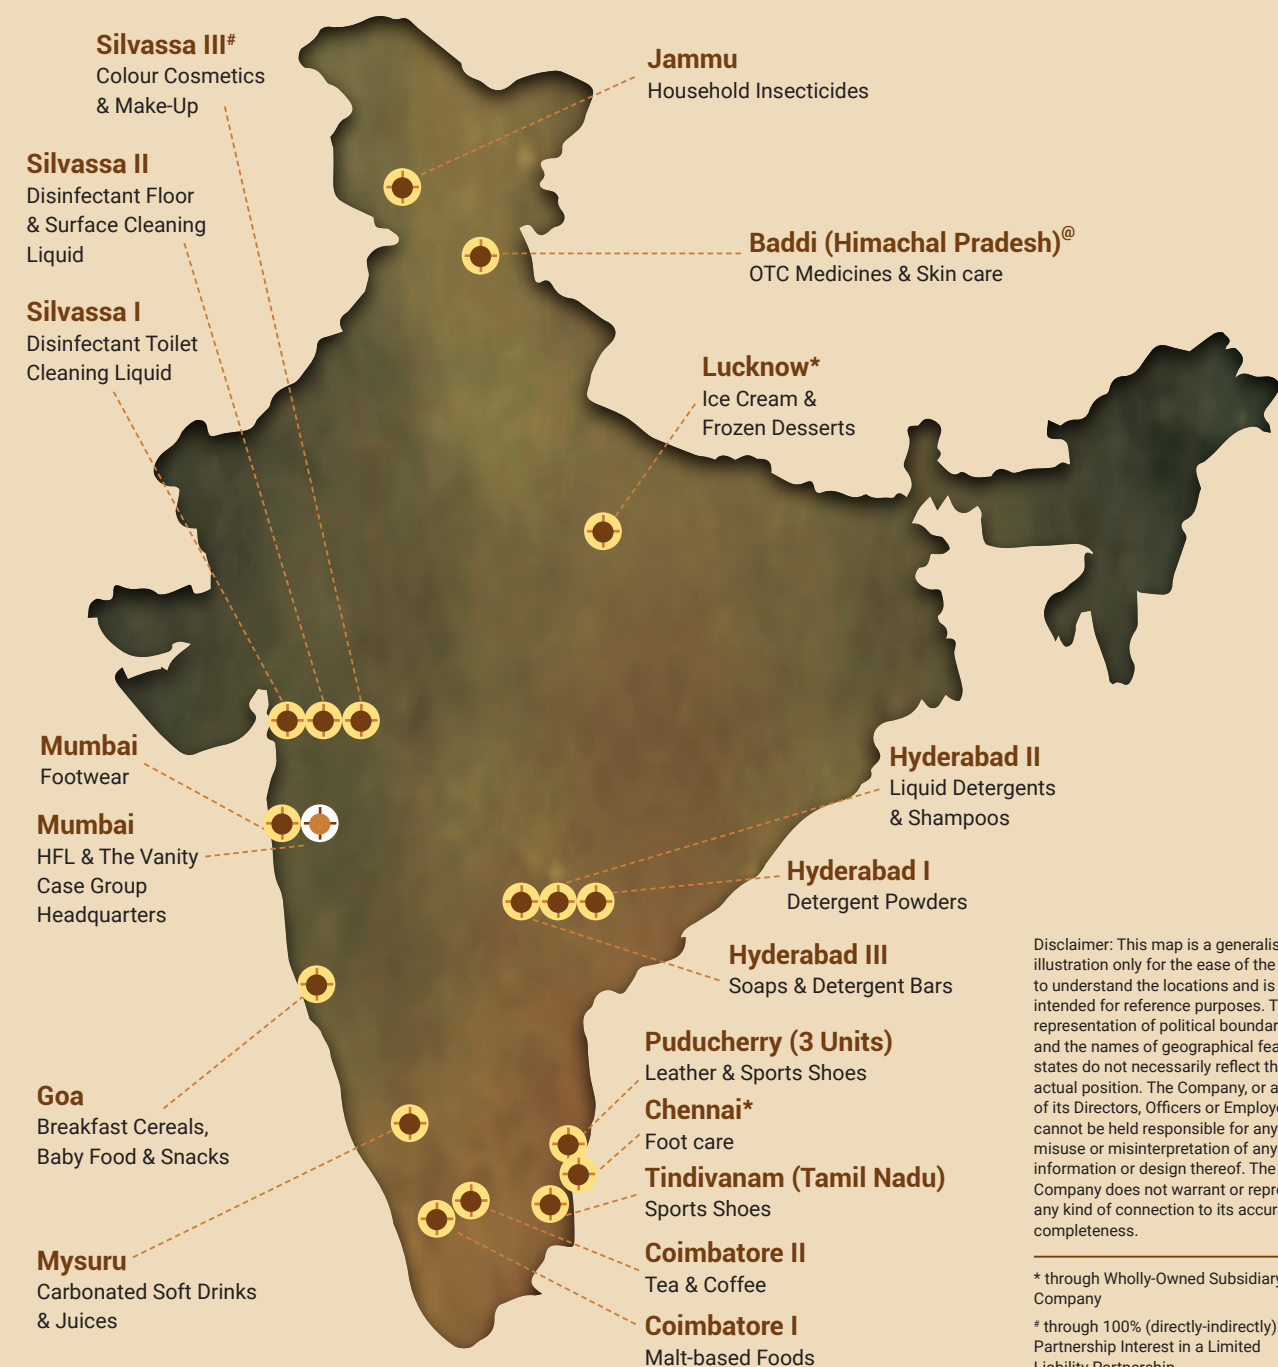 Silvassa III#
Colour Cosmetics
& Make-Up
Jammu
Household Insecticides
Silvassa II
Disinfectant Floor
& Surface Cleaning
Liquid
Baddi (Himachal Pradesh)@
OTC Medicines & Skin care
Silvassa I
Disinfectant Toilet
Cleaning Liquid
Lucknow*
Ice Cream &
Frozen Desserts
Mumbai
Footwear
Mumbai
HFL & The Vanity
Case Group
Headquarters
Hyderabad II
Liquid Detergents
& Shampoos
Hyderabad I
Detergent Powders
Hyderabad III
Soaps & Detergent Bars
Puducherry (3 Units)
Leather & Sports Shoes
Chennai*
Foot care
Tindivanam (Tamil Nadu)
Sports Shoes
Coimbatore II
Tea & Coffee
Coimbatore I
Malt-based Foods
Goa
Breakfast Cereals,
Baby Food & Snacks
Mysuru
Carbonated Soft Drinks
& Juices
Disclaimer: This map is a
illustration only for the ease of the
to understand the locations and is
intended for reference purposes.
representation of political
and the names of geographical
states do not necessarily reflect
actual position. The Company, or
of its Directors, Officers or
cannot be held responsible for any
misuse or misinterpretation of any
information or design thereof. The
Company does not warrant or
any kind of connection to its
completeness.
* through Wholly-Owned
Company
# through 100% (directly-indirectly)
Partnership Interest in a Limited
Liability Partnership